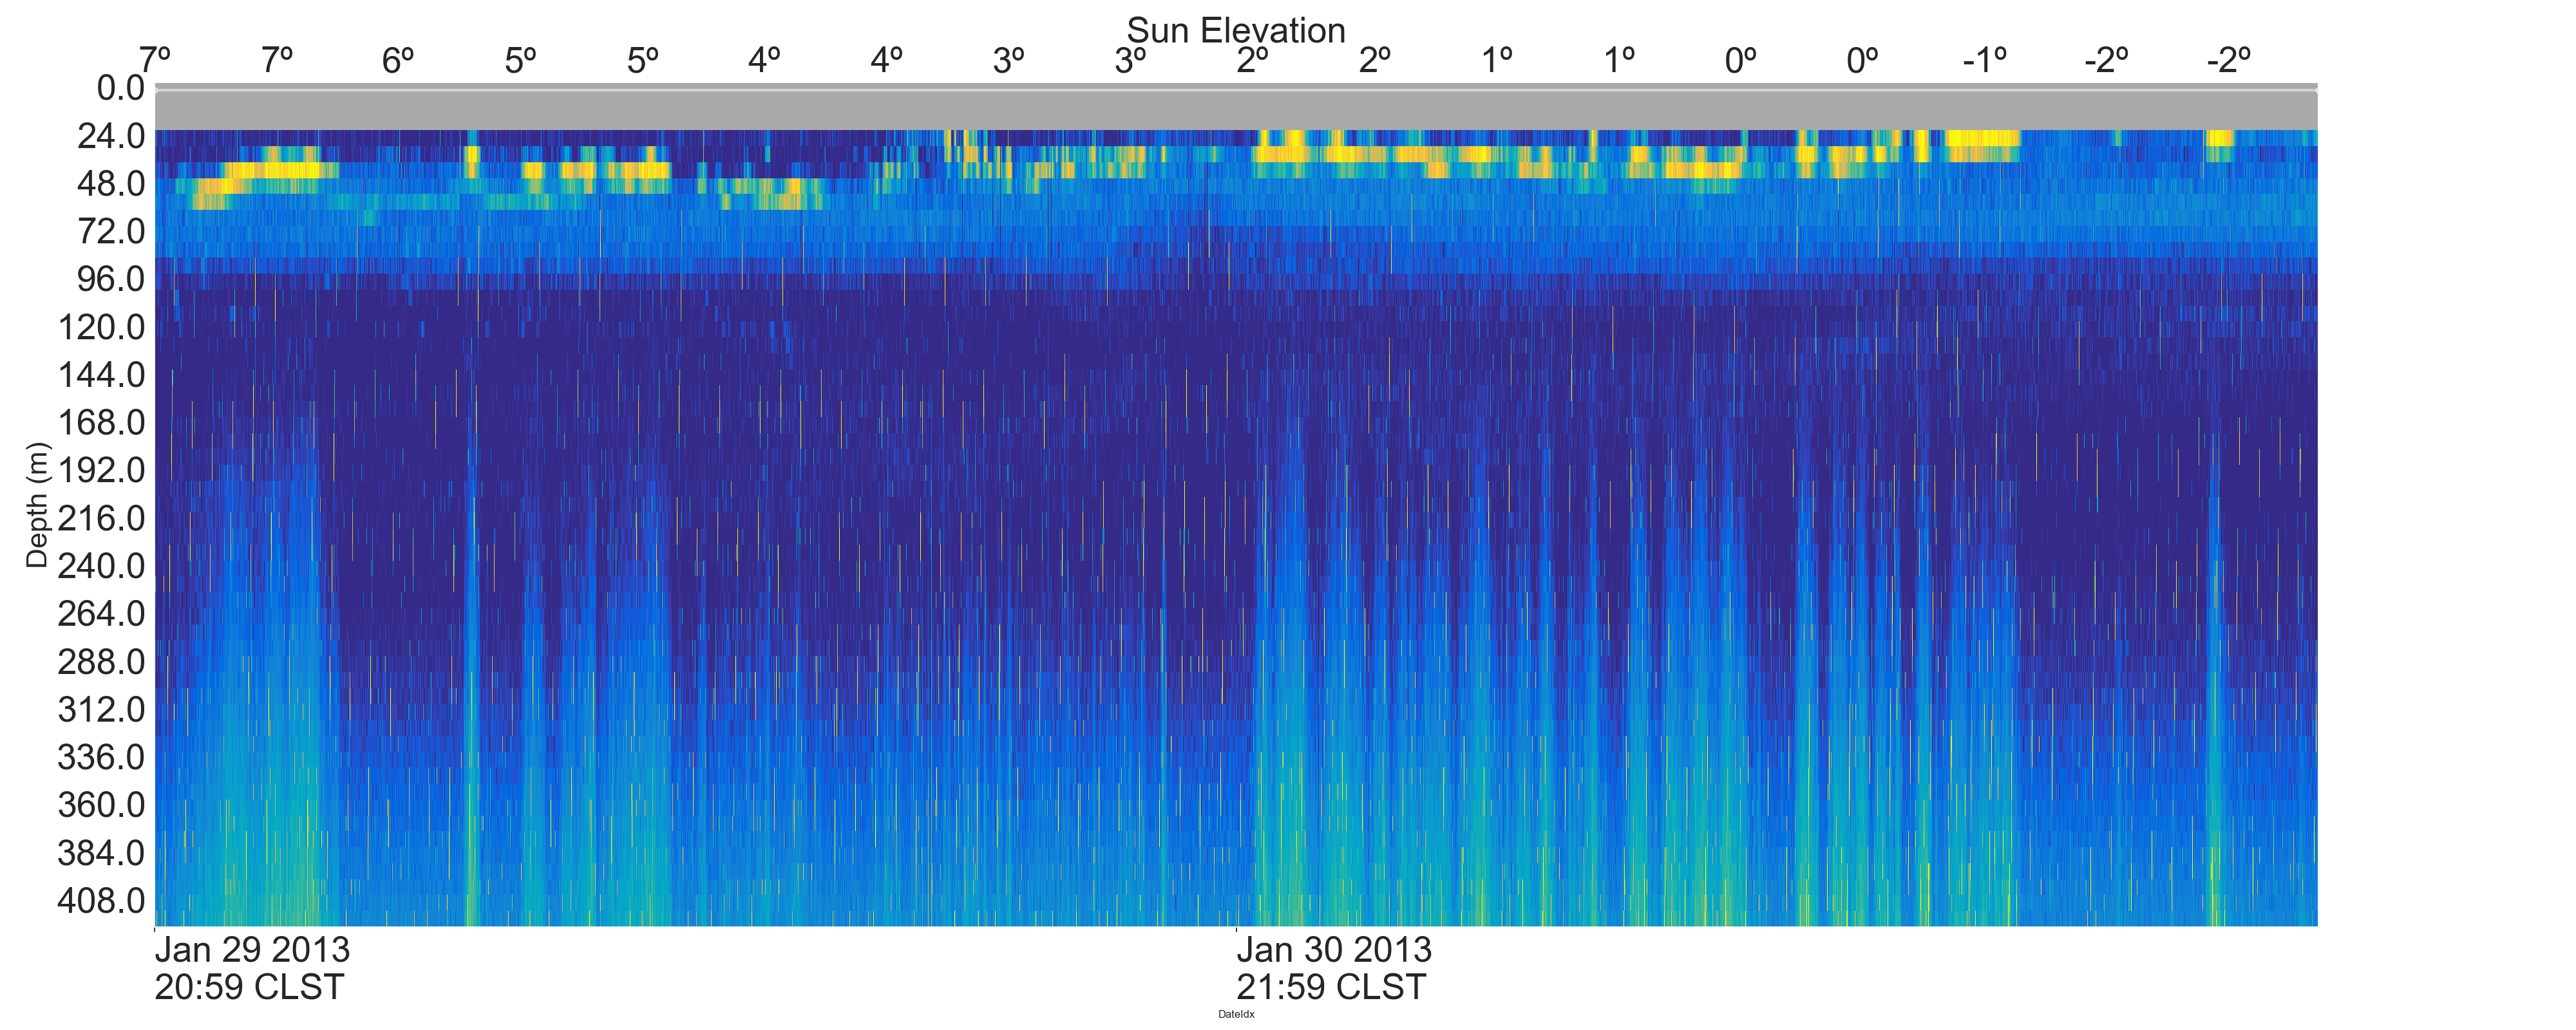 Sun Elevation
7º 7º 6º 5º 5º 4º 4º 3º 3º 2º 2º 1º 1º 0º 0º -1º -2º -2º
0.0
24.0
48.0
72.0
96.0
120.0
144.0
168.0
192.0
216.0
240.0
264.0
288.0
312.0
336.0
360.0
384.0
408.0
Depth (m)
Jan 29 2013
20:59 CLST
Jan 30 2013
21:59 CLST
DateIdx